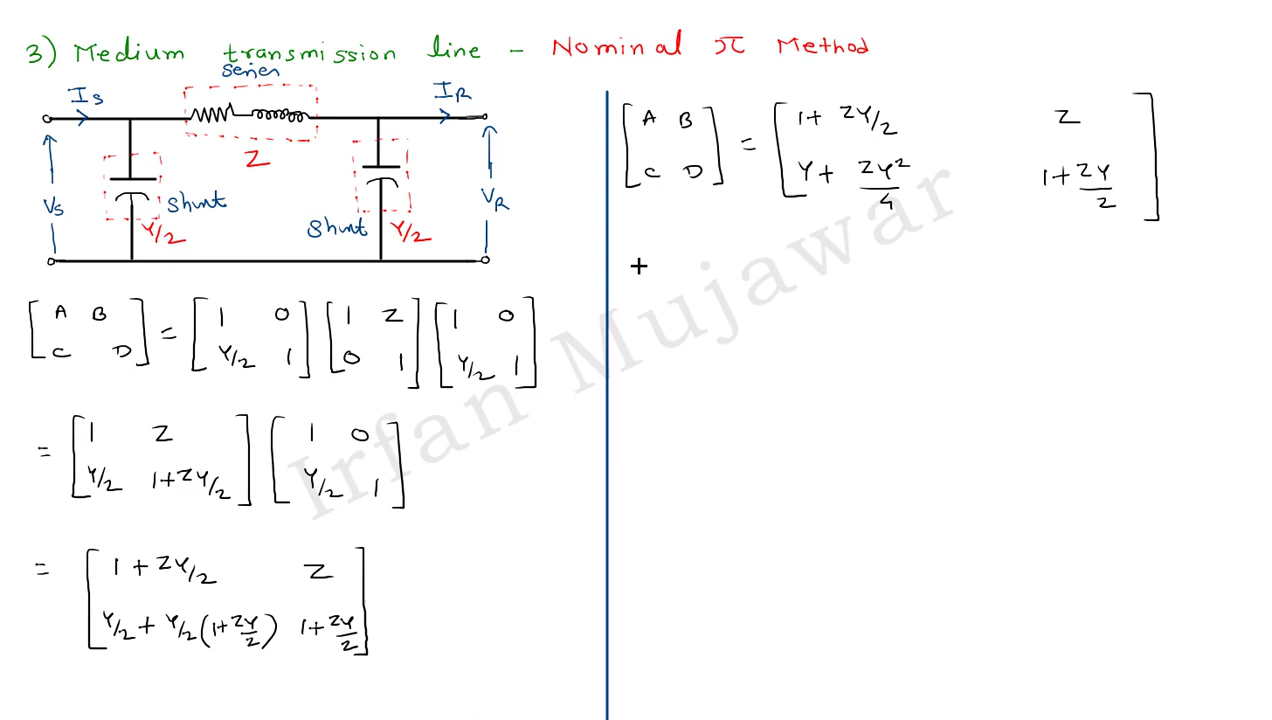 3) Medium transmission line - Nominal π Method
series
Is IR
Z
Vs shunt Y/2 shunt Y/2 VR
[A B; C D] = [1 0; Y/2 1] [1 Z; 0 1] [1 0; Y/2 1]
= [1 Z; Y/2 1+ZY/2] [1 0; Y/2 1]
= [1+ZY/2 Z; Y/2+Y/2(1+ZY/2) 1+ZY/2]
[A B; C D] = [1+ZY/2 Z; Y+ZY²/4 1+ZY/2]
Irfan Mujawar